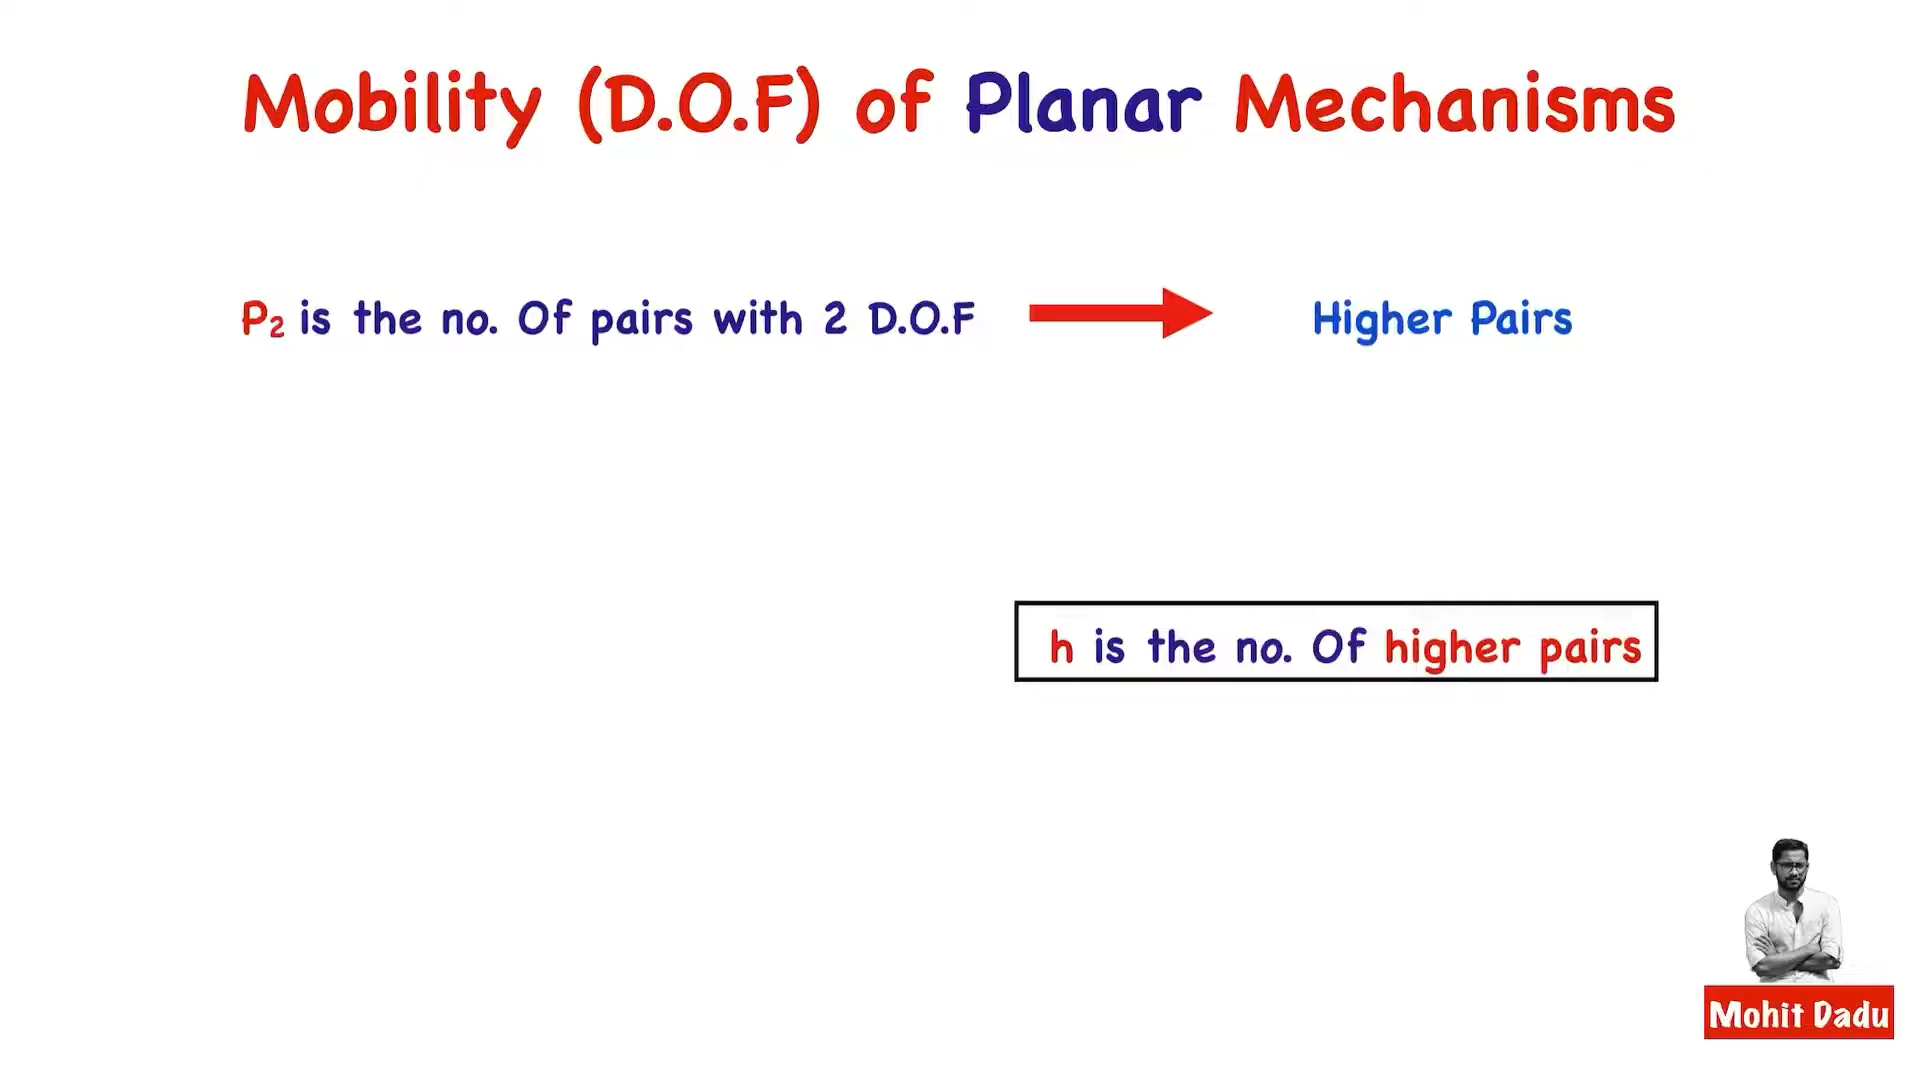 Mobility (D.O.F) of Planar Mechanisms
P₂ is the no. Of pairs with 2 D.O.F
Higher Pairs
h is the no. Of higher pairs
Mohit Dadu